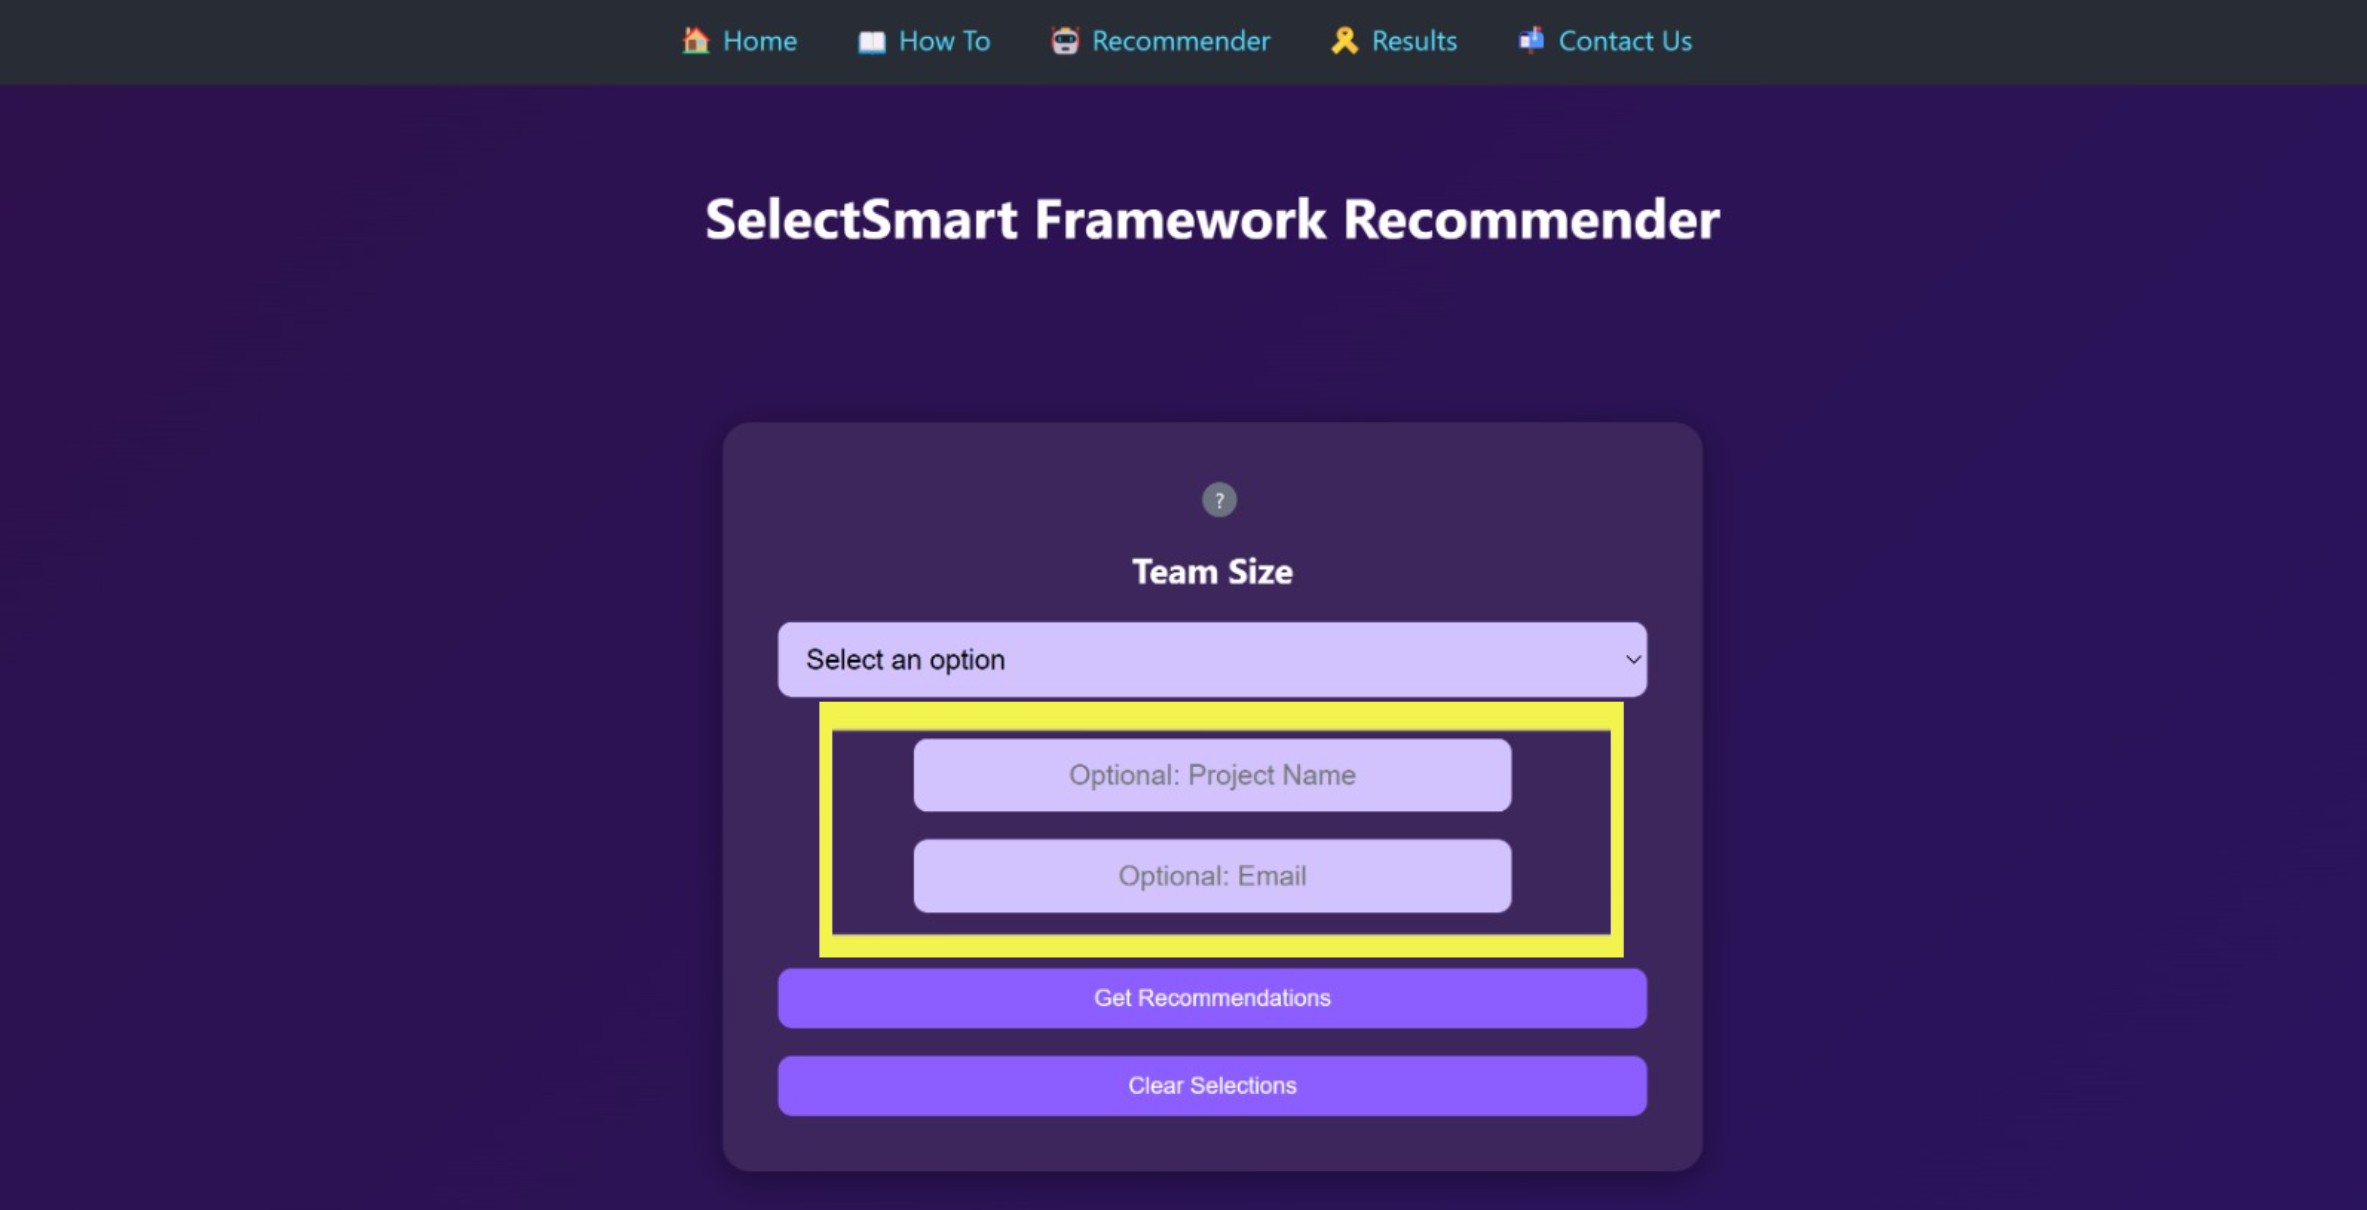 Home How To Recommender Results Contact Us
SelectSmart Framework Recommender
?
Team Size
Select an option
Optional: Project Name
Optional: Email
Get Recommendations
Clear Selections